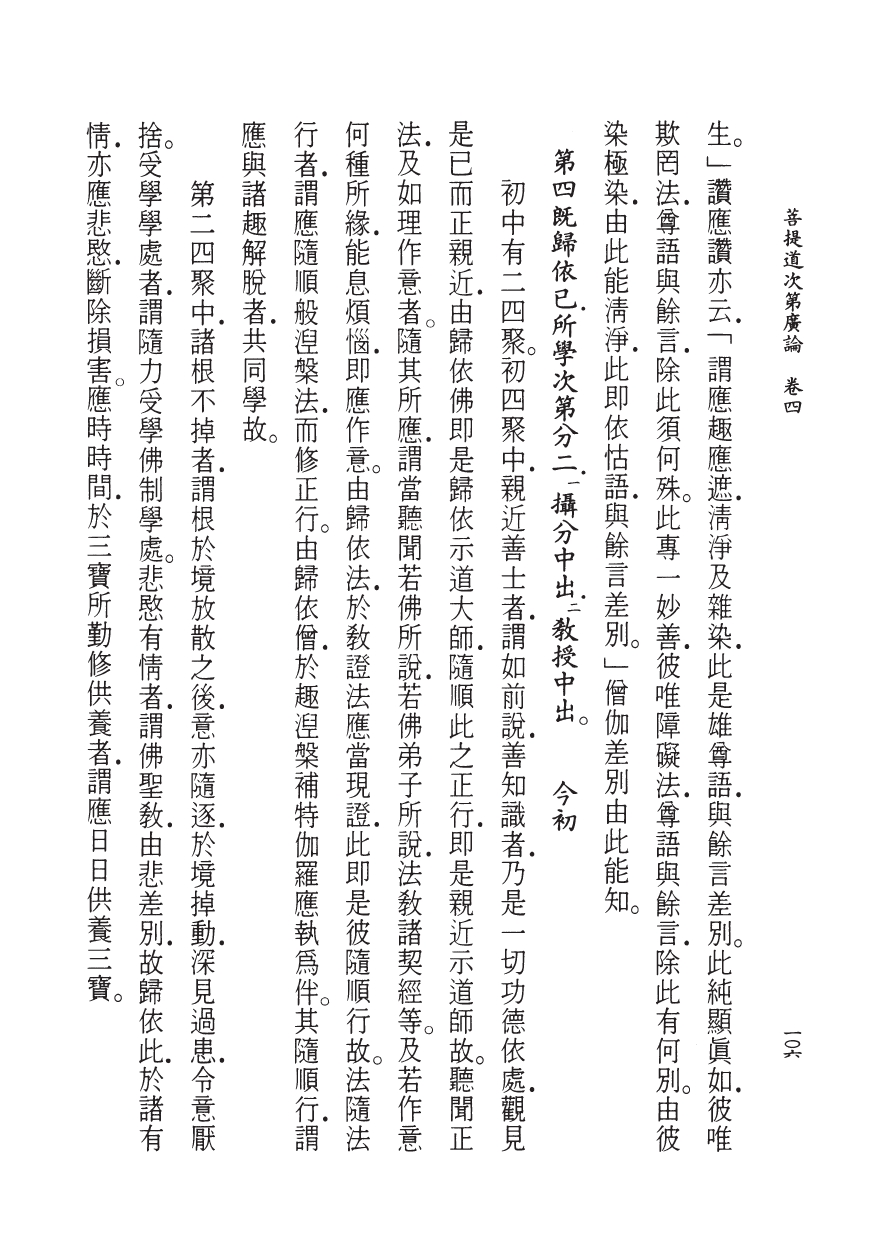 菩提道次第廣論　卷四
一〇六
生。」讚應讚亦云．「謂應趣應遮．淸淨及雜染．此是雄尊語．與餘言差別。此純顯眞如．彼唯
欺罔法．尊語與餘言．除此須何殊。此專一妙善．彼唯障礙法．尊語與餘言．除此有何別。由彼
染極染．由此能淸淨．此卽依怙語．與餘言差別。」僧伽差別由此能知。
第四旣歸依已．所學次第分二．一攝分中出．二敎授中出。　今初
初中有二四聚。初四聚中．親近善士者．謂如前說．善知識者．乃是一切功德依處．觀見
是已而正親近．由歸依佛卽是歸依示道大師．隨順此之正行．卽是親近示道師故。聽聞正
法．及如理作意者。隨其所應．謂當聽聞若佛所說．若佛弟子所說．法敎諸契經等。及若作意
何種所緣．能息煩惱．卽應作意。由歸依法．於敎證法應當現證．此卽是彼隨順行故。法隨法
行者．謂應隨順般涅槃法．而修正行。由歸依僧．於趣涅槃補特伽羅應執爲伴。其隨順行．謂
應與諸趣解脫者．共同學故。
第二四聚中．諸根不掉者．謂根於境放散之後．意亦隨逐．於境掉動．深見過患．令意厭
捨。受學學處者．謂隨力受學佛制學處。悲愍有情者．謂佛聖敎．由悲差別．故歸依此．於諸有
情．亦應悲愍．斷除損害。應時時間．於三寶所勤修供養者．謂應日日供養三寶。